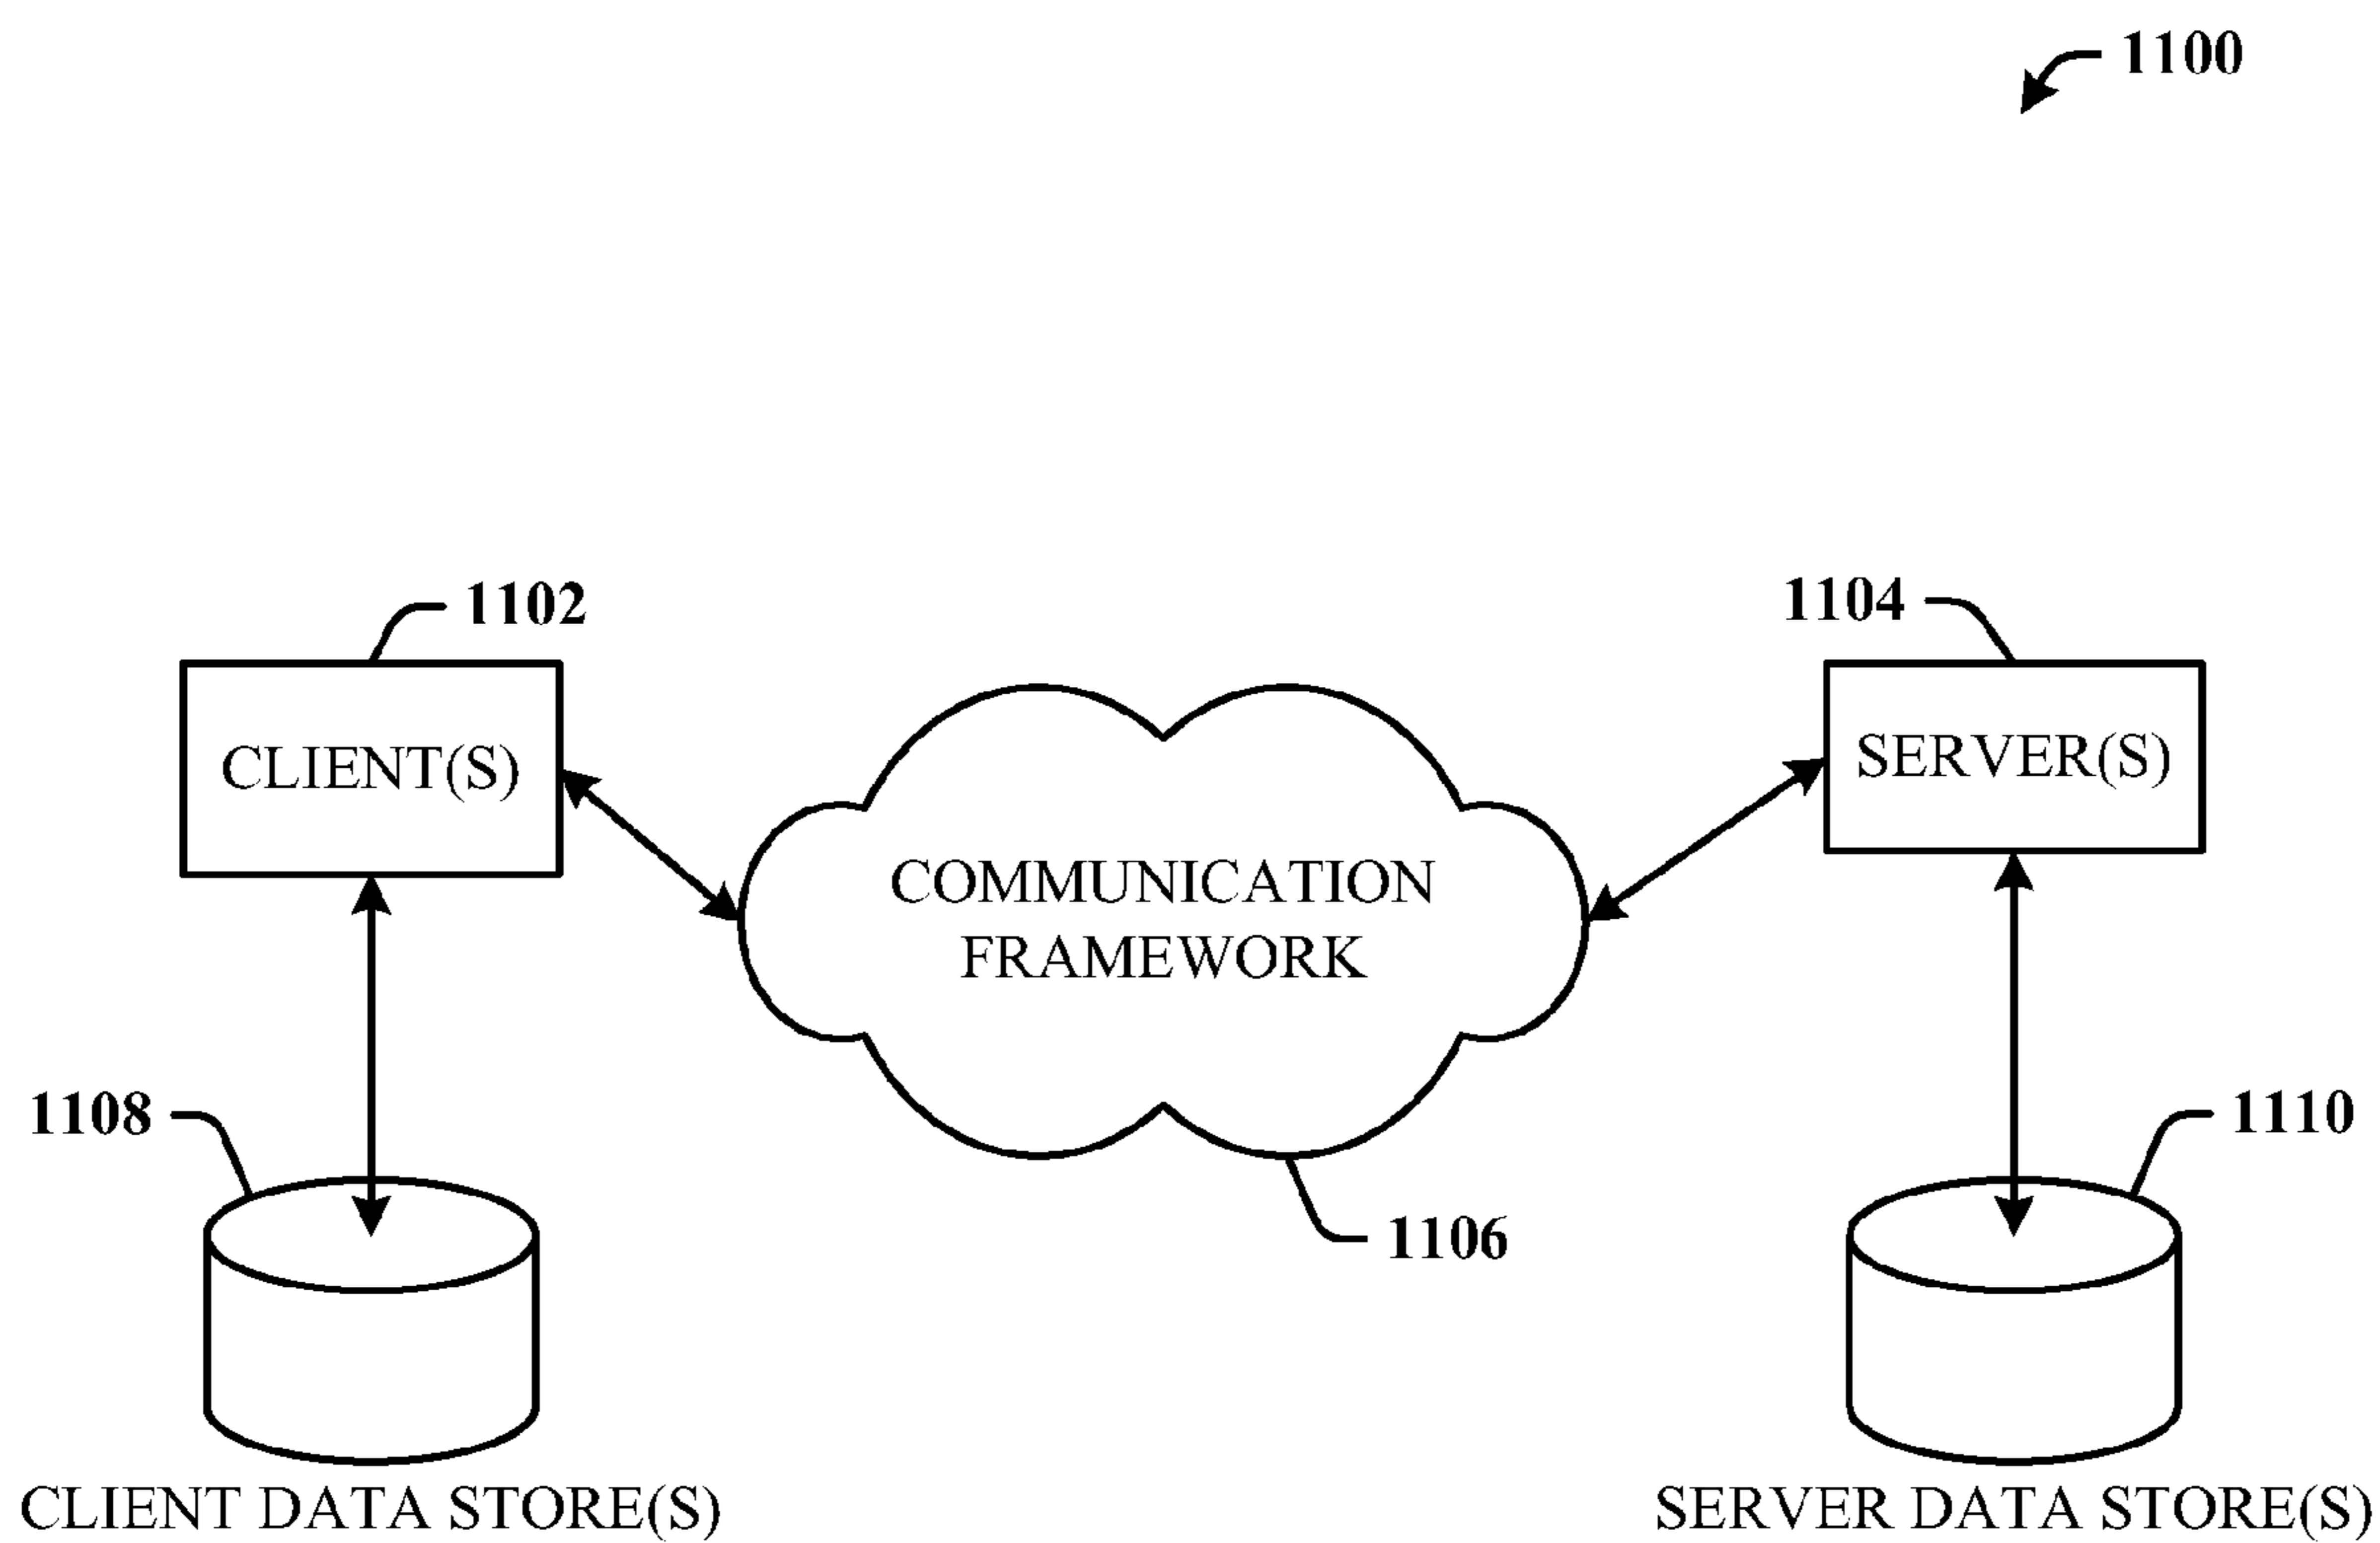 1100
1102
1104
CLIENT(S)
SERVER(S)
COMMUNICATION
FRAMEWORK
1108
1110
1106
CLIENT DATA STORE(S)
SERVER DATA STORE(S)